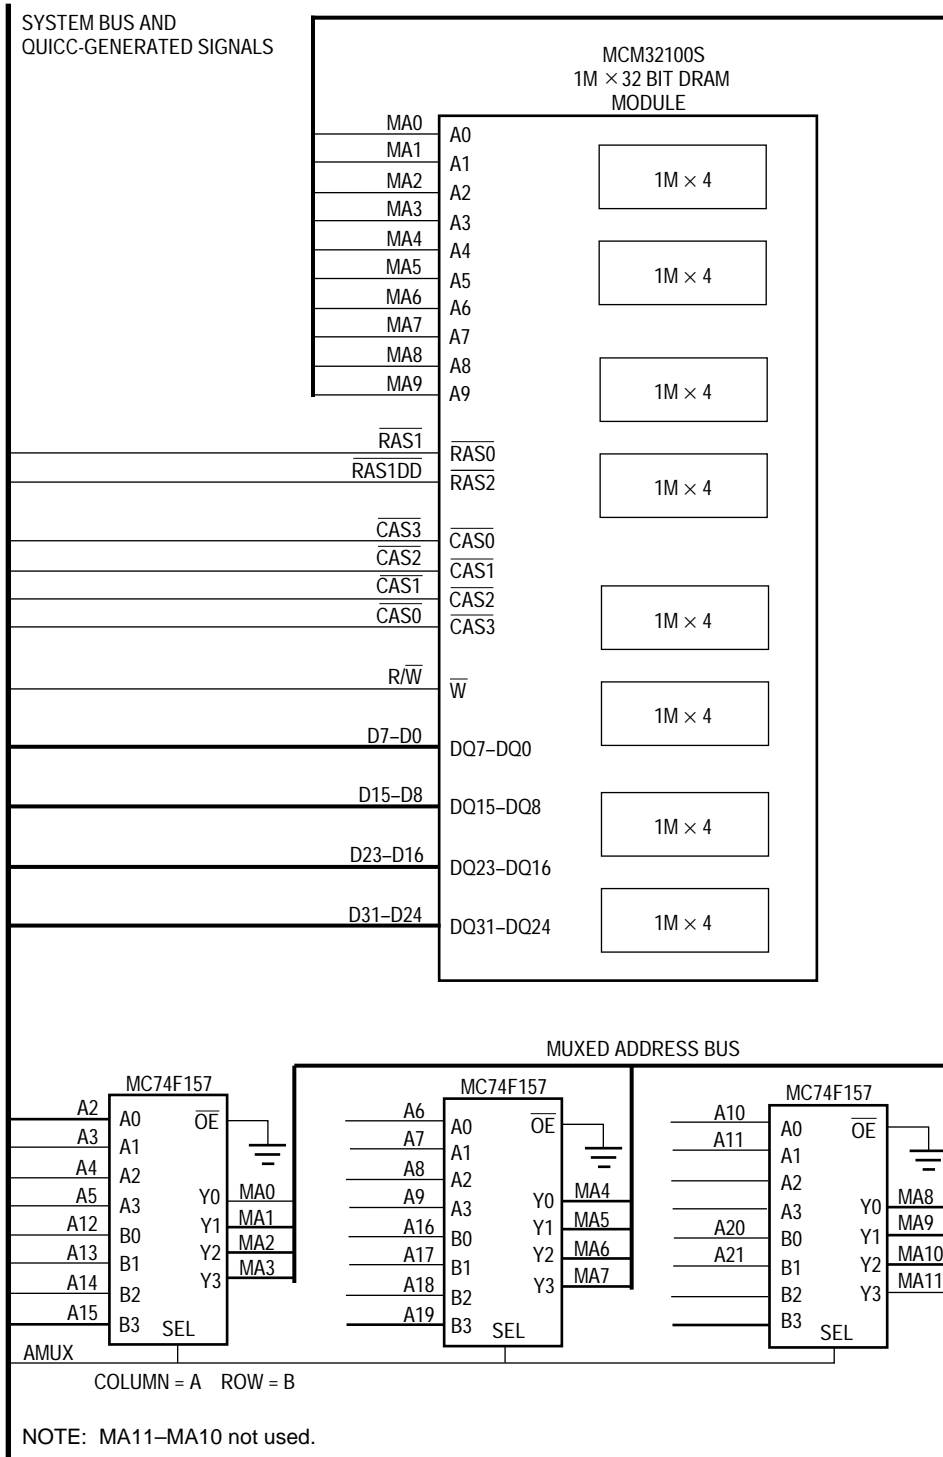 SYSTEM BUS AND
QUICC-GENERATED SIGNALS
MCM32100S
1M × 32 BIT DRAM
MODULE
MA0 A0
MA1 A1
MA2 A2
MA3 A3
MA4 A4
MA5 A5
MA6 A6
MA7 A7
MA8 A8
MA9 A9
RAS1 RAS0
RAS1DD RAS2
CAS3 CAS0
CAS2 CAS1
CAS1 CAS2
CAS0 CAS3
R/W W
D7–D0 DQ7–DQ0
D15–D8 DQ15–DQ8
D23–D16 DQ23–DQ16
D31–D24 DQ31–DQ24
1M × 4
1M × 4
1M × 4
1M × 4
1M × 4
1M × 4
1M × 4
1M × 4
MUXED ADDRESS BUS
MC74F157
A2 A0 OE
A3 A1
A4 A2
A5 A3 Y0 MA0
A12 B0 Y1 MA1
A13 B1 Y2 MA2
A14 B2 Y3 MA3
A15 B3 SEL
MC74F157
A6 A0 OE
A7 A1
A8 A2
A9 A3 Y0 MA4
A16 B0 Y1 MA5
A17 B1 Y2 MA6
A18 B2 Y3 MA7
A19 B3 SEL
MC74F157
A10 A0 OE
A11 A1
A2
A3 Y0 MA8
A20 B0 Y1 MA9
A21 B1 Y2 MA10
B2 Y3 MA11
B3 SEL
AMUX
COLUMN = A ROW = B
NOTE: MA11–MA10 not used.